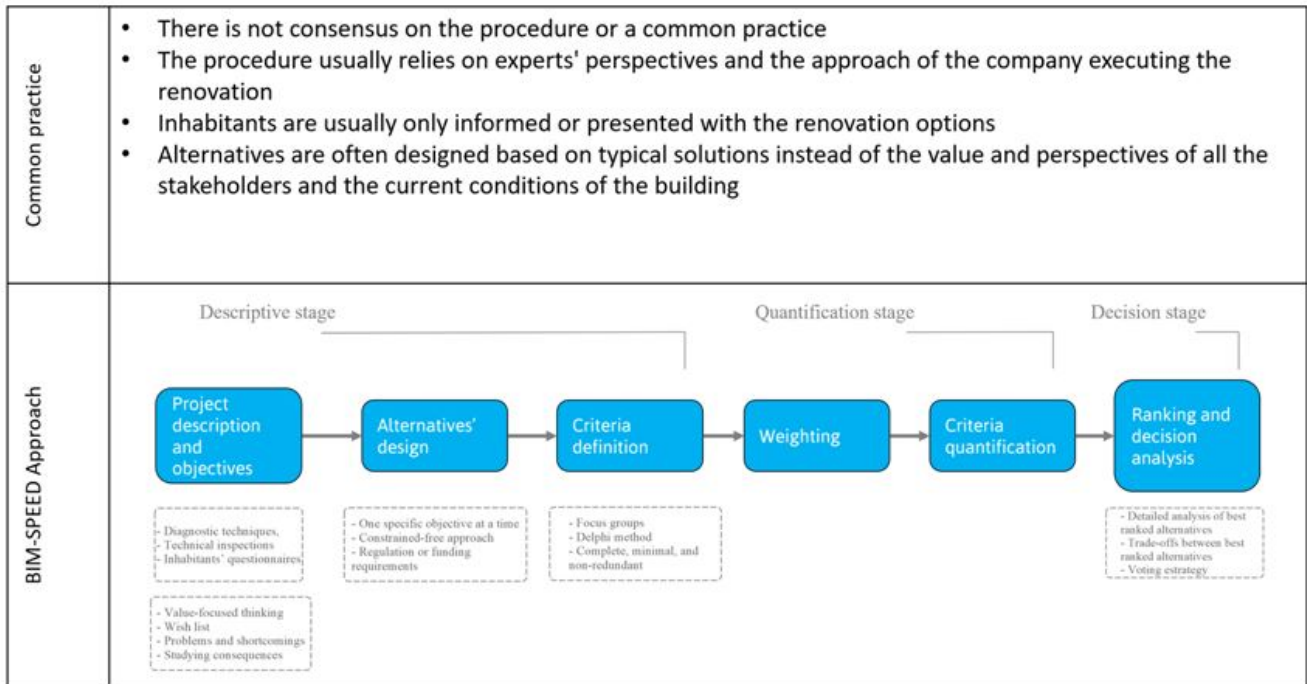 Common practice
• There is not consensus on the procedure or a common practice
• The procedure usually relies on experts' perspectives and the approach of the company executing the
renovation
• Inhabitants are usually only informed or presented with the renovation options
• Alternatives are often designed based on typical solutions instead of the value and perspectives of all the
stakeholders and the current conditions of the building
BIM-SPEED Approach
Descriptive stage
Quantification stage
Decision stage
Project
description
and
objectives
Alternatives'
design
Criteria
definition
Weighting
Criteria
quantification
Ranking and
decision
analysis
- Diagnostic techniques,
- Technical inspections
- Inhabitants' questionnaires
- Value-focused thinking
- Wish list
- Problems and shortcomings
- Studying consequences
- One specific objective at a time
- Constrained-free approach
- Regulation or funding
requirements
- Focus groups
- Delphi method
- Complete, minimal, and
non-redundant
- Detailed analysis of best
ranked alternatives
- Trade-offs between best
ranked alternatives
- Voting estrategy